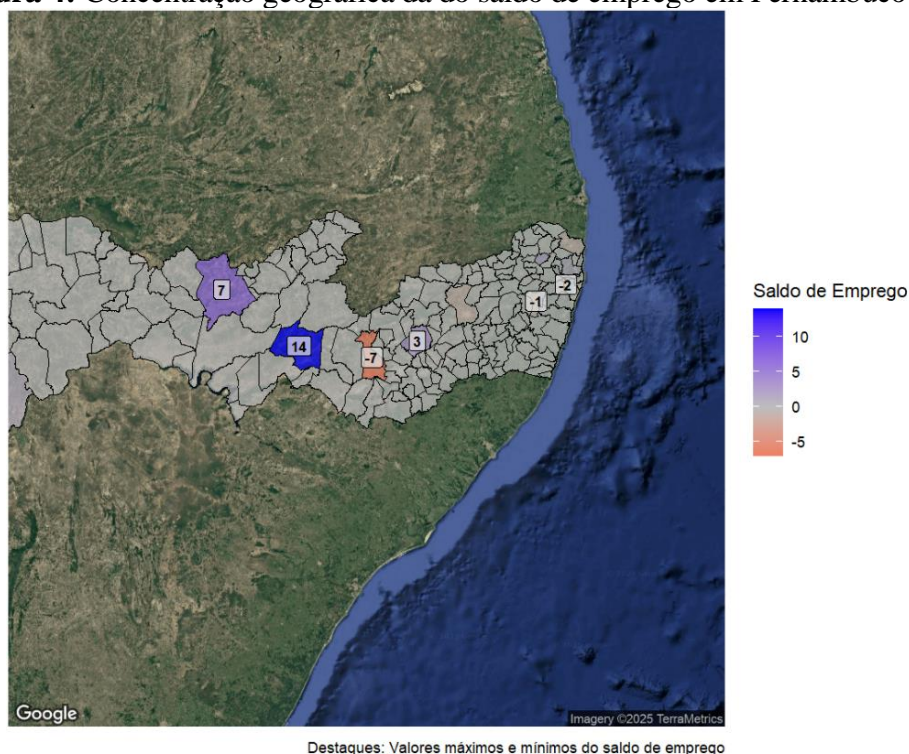 Concentração geográfica da do saldo de emprego em Pernambuco
7
14
-7
3
-1
-2
Saldo de Emprego
10
5
0
-5
Google
Imagery ©2025 TerraMetrics
Destaques: Valores máximos e mínimos do saldo de emprego